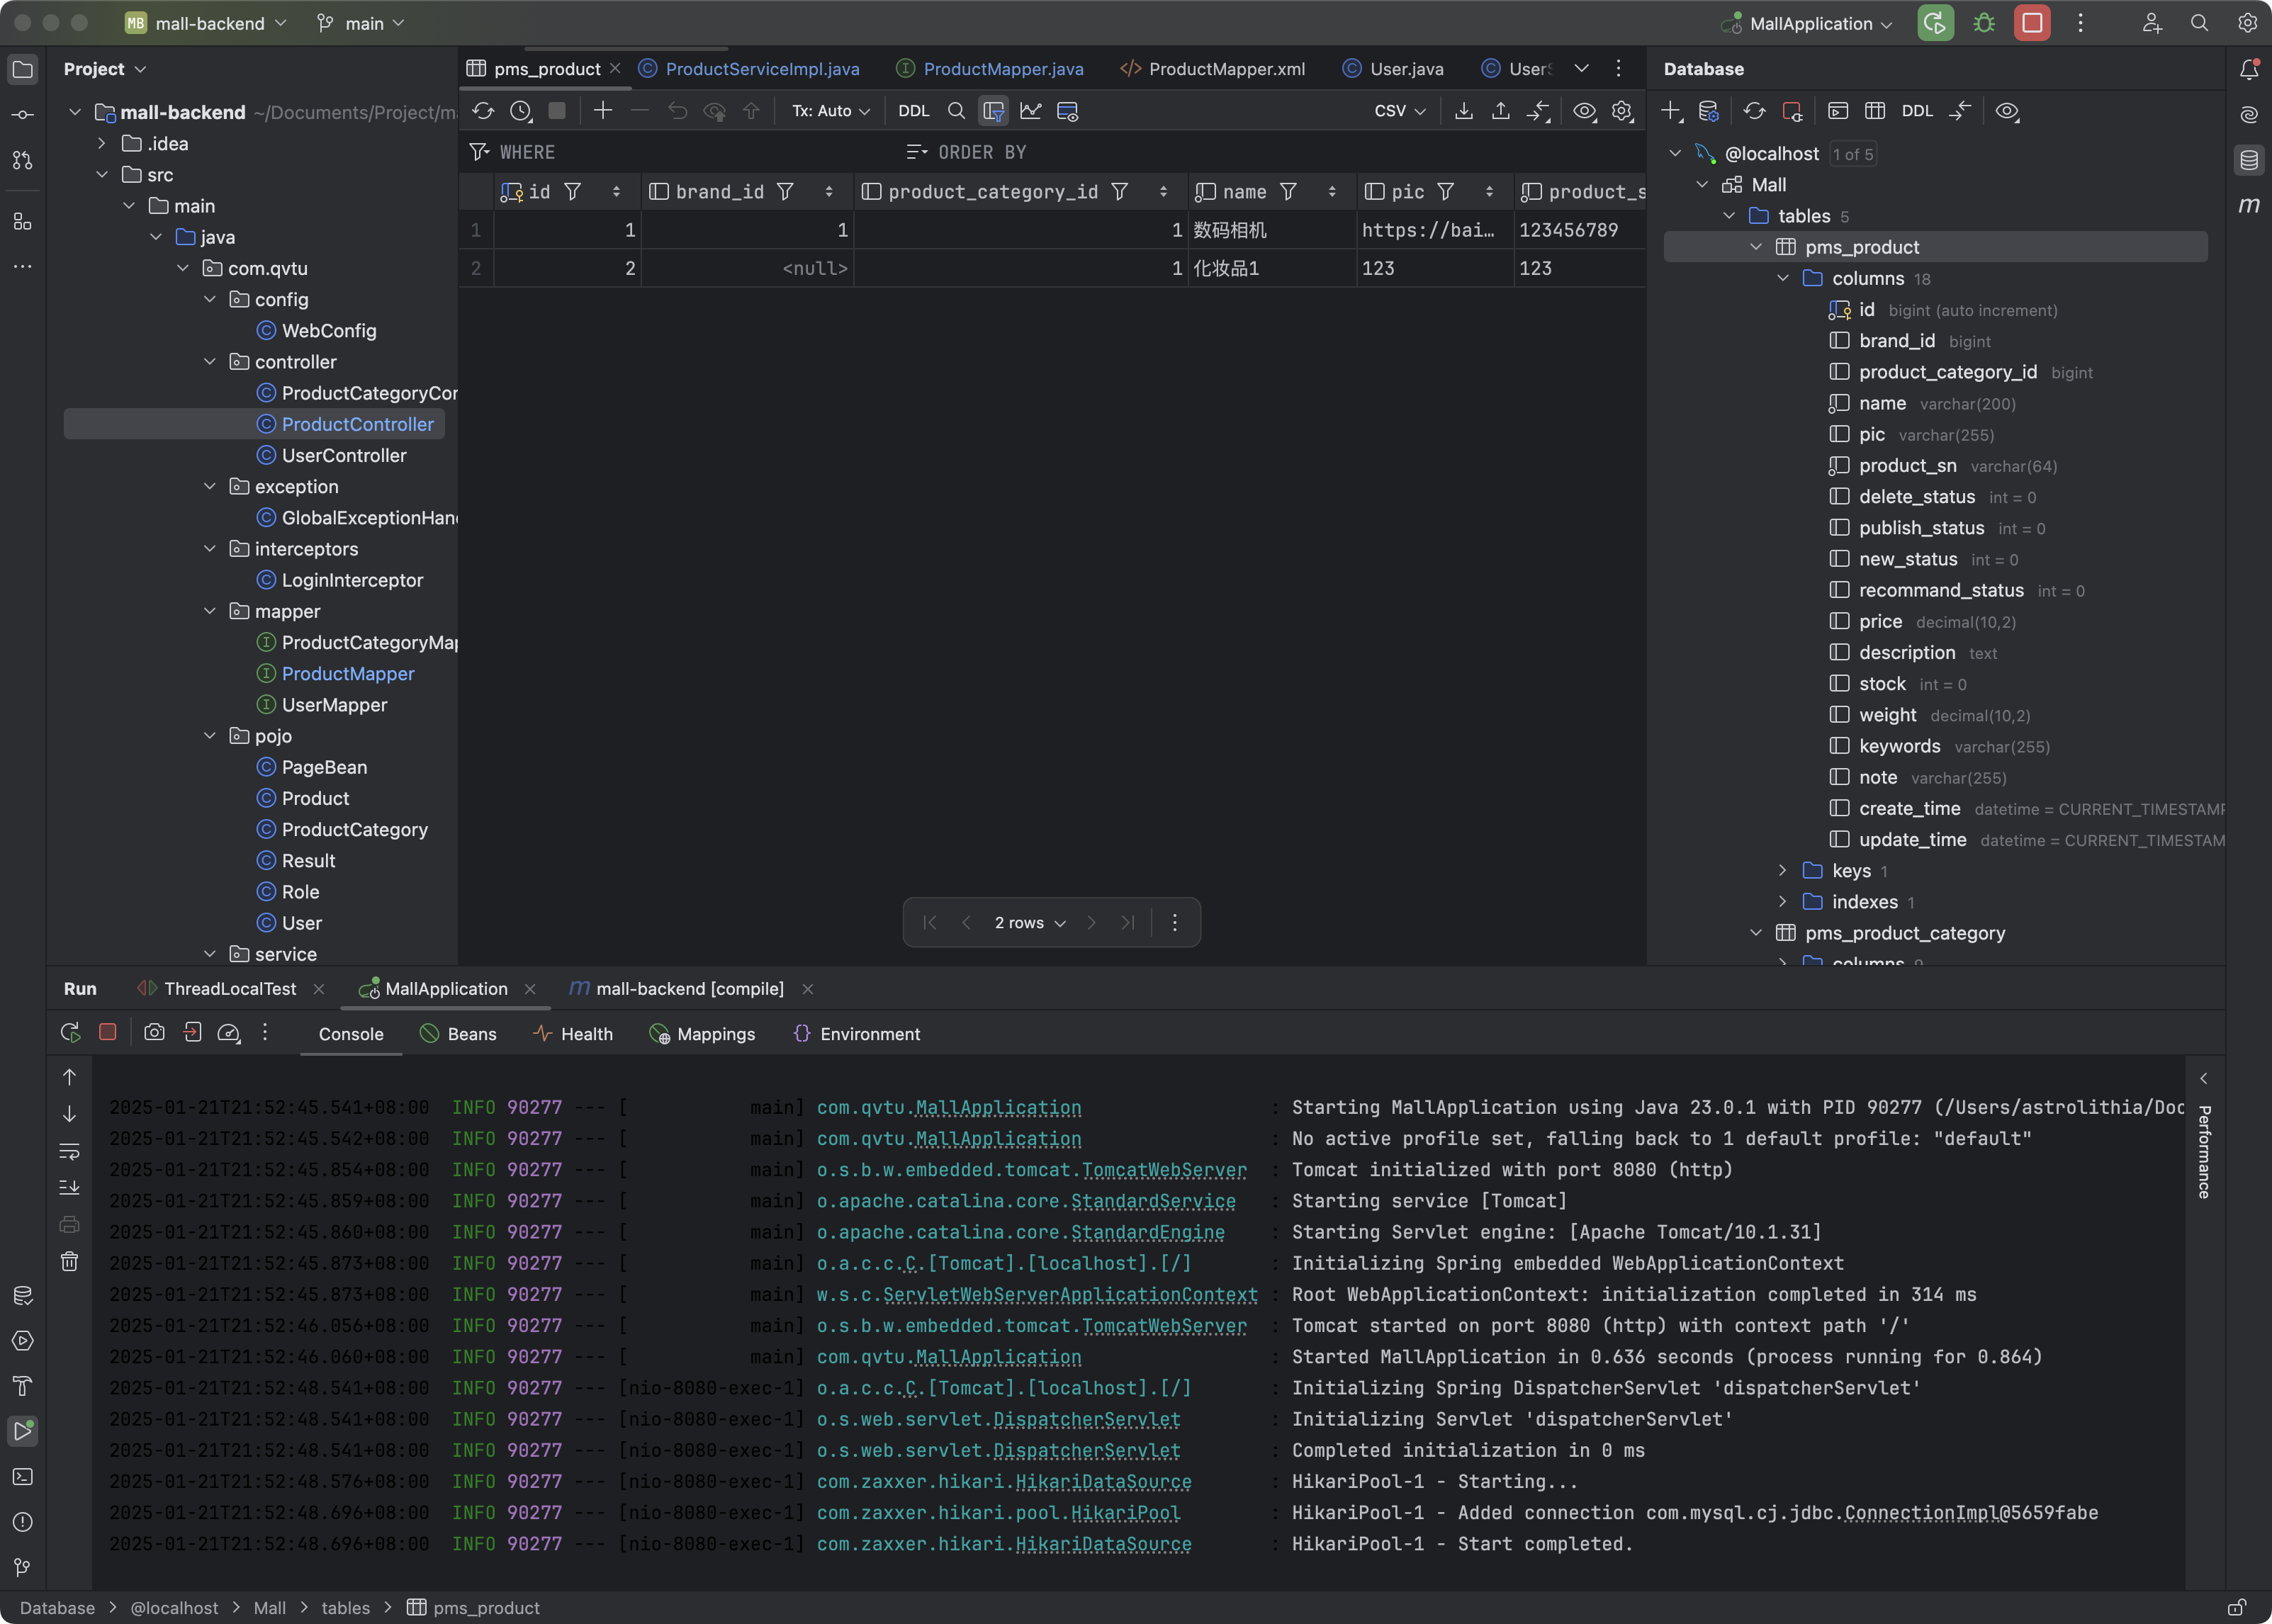 MB mall-backend main MallApplication
Project
mall-backend ~/Documents/Project/m
.idea
src
main
java
com.qvtu
config
WebConfig
controller
ProductCategoryCon
ProductController
UserController
exception
GlobalExceptionHand
interceptors
LoginInterceptor
mapper
ProductCategoryMap
ProductMapper
UserMapper
pojo
PageBean
Product
ProductCategory
Result
Role
User
service
pms_product ProductServiceImpl.java ProductMapper.java ProductMapper.xml User.java UserS
Tx: Auto DDL CSV
WHERE ORDER BY
id brand_id product_category_id name pic product_s
1 1 1 1 数码相机 https://bai… 123456789
2 2 <null> 1 化妆品1 123 123
2 rows
Database
DDL
@localhost 1 of 5
Mall
tables 5
pms_product
columns 18
id bigint (auto increment)
brand_id bigint
product_category_id bigint
name varchar(200)
pic varchar(255)
product_sn varchar(64)
delete_status int = 0
publish_status int = 0
new_status int = 0
recommand_status int = 0
price decimal(10,2)
description text
stock int = 0
weight decimal(10,2)
keywords varchar(255)
note varchar(255)
create_time datetime = CURRENT_TIMESTAMP
update_time datetime = CURRENT_TIMESTAM
keys 1
indexes 1
pms_product_category
columns 9
m
Run ThreadLocalTest MallApplication m mall-backend [compile]
Console Beans Health Mappings Environment
2025-01-21T21:52:45.541+08:00 INFO 90277 --- [ main] com.qvtu.MallApplication : Starting MallApplication using Java 23.0.1 with PID 90277 (/Users/astrolithia/Doc
2025-01-21T21:52:45.542+08:00 INFO 90277 --- [ main] com.qvtu.MallApplication : No active profile set, falling back to 1 default profile: "default"
2025-01-21T21:52:45.854+08:00 INFO 90277 --- [ main] o.s.b.w.embedded.tomcat.TomcatWebServer : Tomcat initialized with port 8080 (http)
2025-01-21T21:52:45.859+08:00 INFO 90277 --- [ main] o.apache.catalina.core.StandardService : Starting service [Tomcat]
2025-01-21T21:52:45.860+08:00 INFO 90277 --- [ main] o.apache.catalina.core.StandardEngine : Starting Servlet engine: [Apache Tomcat/10.1.31]
2025-01-21T21:52:45.873+08:00 INFO 90277 --- [ main] o.a.c.c.C.[Tomcat].[localhost].[/] : Initializing Spring embedded WebApplicationContext
2025-01-21T21:52:45.873+08:00 INFO 90277 --- [ main] w.s.c.ServletWebServerApplicationContext : Root WebApplicationContext: initialization completed in 314 ms
2025-01-21T21:52:46.056+08:00 INFO 90277 --- [ main] o.s.b.w.embedded.tomcat.TomcatWebServer : Tomcat started on port 8080 (http) with context path '/'
2025-01-21T21:52:46.060+08:00 INFO 90277 --- [ main] com.qvtu.MallApplication : Started MallApplication in 0.636 seconds (process running for 0.864)
2025-01-21T21:52:48.541+08:00 INFO 90277 --- [nio-8080-exec-1] o.a.c.c.C.[Tomcat].[localhost].[/] : Initializing Spring DispatcherServlet 'dispatcherServlet'
2025-01-21T21:52:48.541+08:00 INFO 90277 --- [nio-8080-exec-1] o.s.web.servlet.DispatcherServlet : Initializing Servlet 'dispatcherServlet'
2025-01-21T21:52:48.541+08:00 INFO 90277 --- [nio-8080-exec-1] o.s.web.servlet.DispatcherServlet : Completed initialization in 0 ms
2025-01-21T21:52:48.576+08:00 INFO 90277 --- [nio-8080-exec-1] com.zaxxer.hikari.HikariDataSource : HikariPool-1 - Starting...
2025-01-21T21:52:48.696+08:00 INFO 90277 --- [nio-8080-exec-1] com.zaxxer.hikari.pool.HikariPool : HikariPool-1 - Added connection com.mysql.cj.jdbc.ConnectionImpl@5659fabe
2025-01-21T21:52:48.696+08:00 INFO 90277 --- [nio-8080-exec-1] com.zaxxer.hikari.HikariDataSource : HikariPool-1 - Start completed.
Performance
Database > @localhost > Mall > tables > pms_product